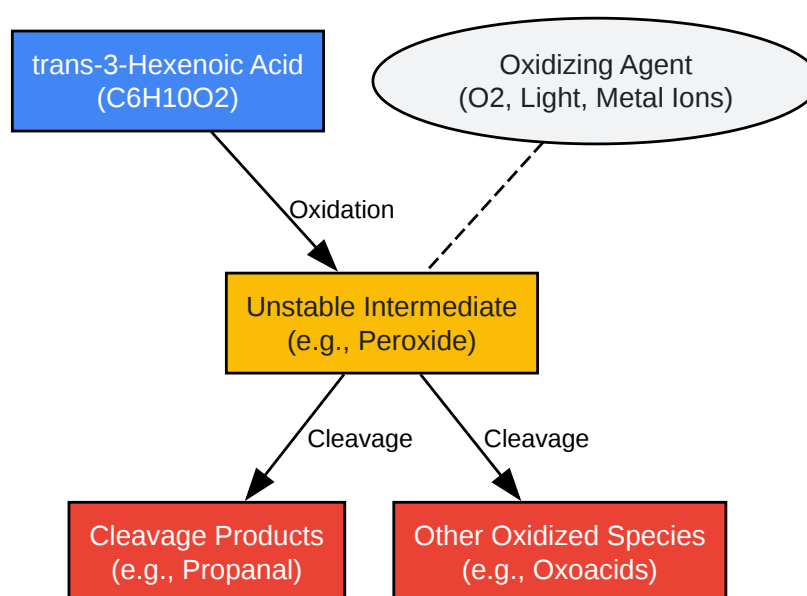 trans-3-Hexenoic Acid
(C6H10O2)
Oxidizing Agent
(O2, Light, Metal Ions)
Oxidation
Unstable Intermediate
(e.g., Peroxide)
Cleavage
Cleavage
Cleavage Products
(e.g., Propanal)
Other Oxidized Species
(e.g., Oxoacids)